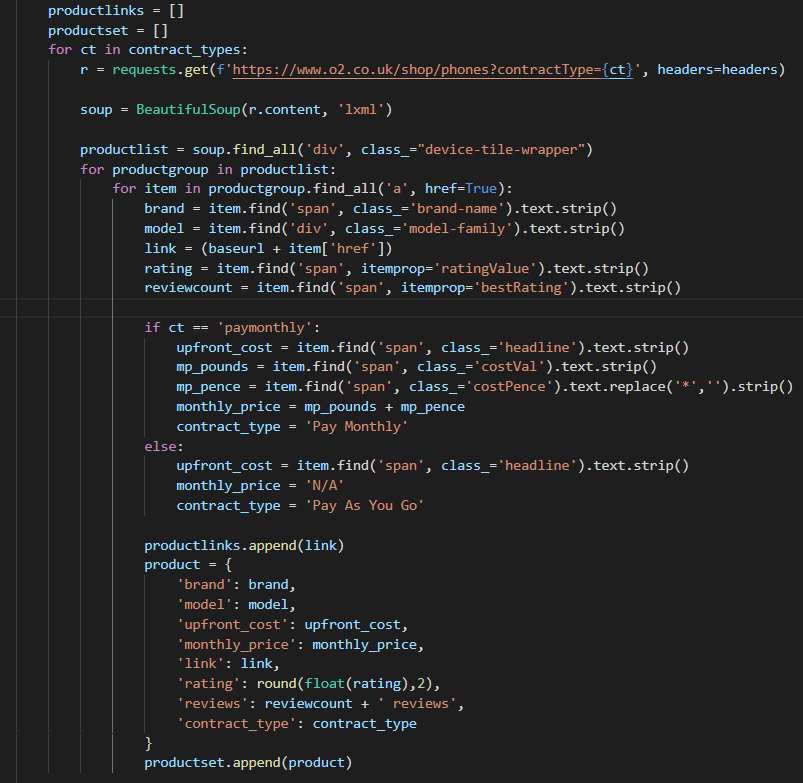 productlinks = []
productset = []
for ct in contract_types:
    r = requests.get(f'https://www.o2.co.uk/shop/phones?contractType={ct}', headers=headers)

    soup = BeautifulSoup(r.content, 'lxml')

    productlist = soup.find_all('div', class_="device-tile-wrapper")
    for productgroup in productlist:
        for item in productgroup.find_all('a', href=True):
            brand = item.find('span', class_='brand-name').text.strip()
            model = item.find('div', class_='model-family').text.strip()
            link = (baseurl + item['href'])
            rating = item.find('span', itemprop='ratingValue').text.strip()
            reviewcount = item.find('span', itemprop='bestRating').text.strip()

            if ct == 'paymonthly':
                upfront_cost = item.find('span', class_='headline').text.strip()
                mp_pounds = item.find('span', class_='costVal').text.strip()
                mp_pence = item.find('span', class_='costPence').text.replace('*','').strip()
                monthly_price = mp_pounds + mp_pence
                contract_type = 'Pay Monthly'
            else:
                upfront_cost = item.find('span', class_='headline').text.strip()
                monthly_price = 'N/A'
                contract_type = 'Pay As You Go'

            productlinks.append(link)
            product = {
                'brand': brand,
                'model': model,
                'upfront_cost': upfront_cost,
                'monthly_price': monthly_price,
                'link': link,
                'rating': round(float(rating),2),
                'reviews': reviewcount + ' reviews',
                'contract_type': contract_type
            }
            productset.append(product)